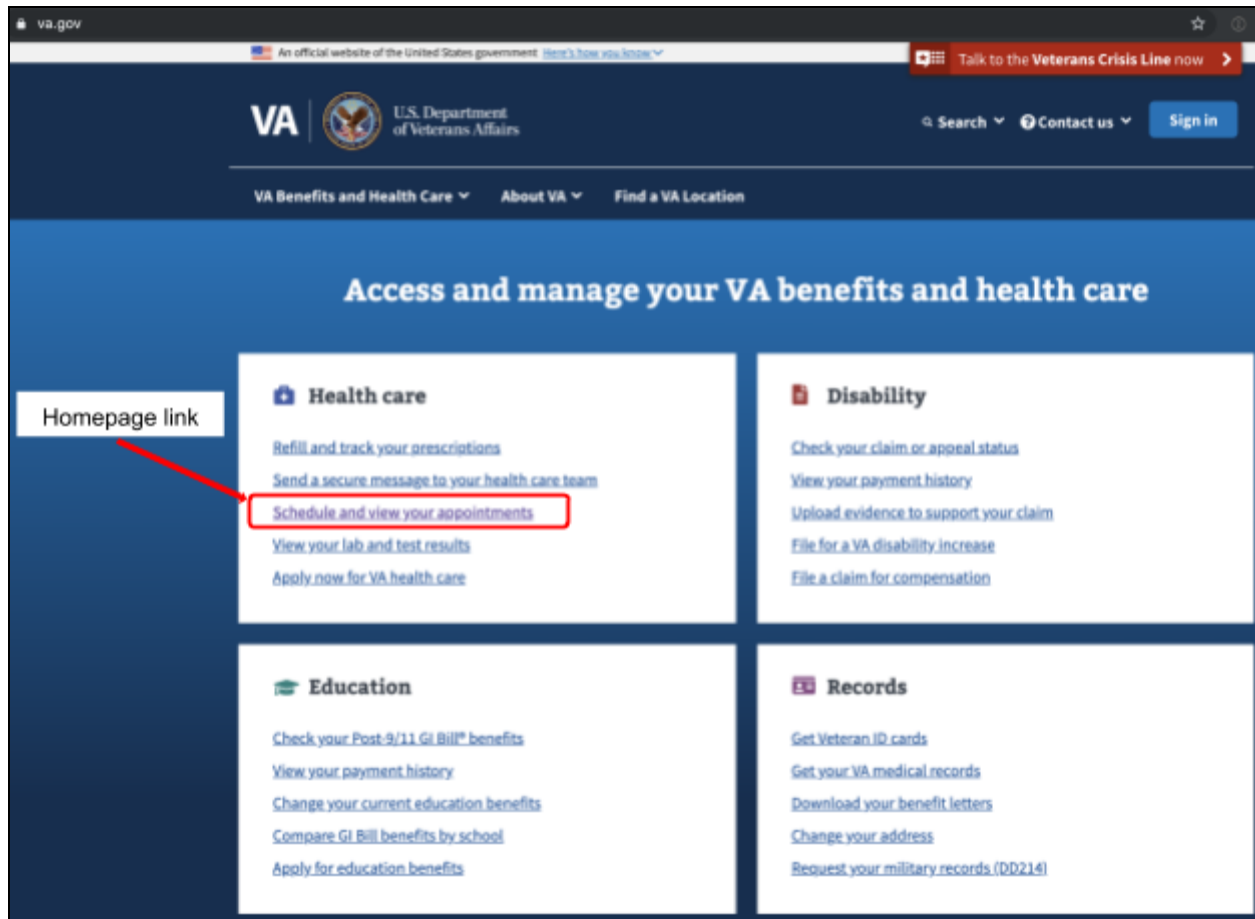 va.gov
An official website of the United States government Here's how you know
Talk to the Veterans Crisis Line now
VA
U.S. Department
of Veterans Affairs
Search
Contact us
Sign in
VA Benefits and Health Care
About VA
Find a VA Location
Access and manage your VA benefits and health care
Homepage link
Health care
Refill and track your prescriptions
Send a secure message to your health care team
Schedule and view your appointments
View your lab and test results
Apply now for VA health care
Disability
Check your claim or appeal status
View your payment history
Upload evidence to support your claim
File for a VA disability increase
File a claim for compensation
Education
Check your Post-9/11 GI Bill® benefits
View your payment history
Change your current education benefits
Compare GI Bill benefits by school
Apply for education benefits
Records
Get Veteran ID cards
Get your VA medical records
Download your benefit letters
Change your address
Request your military records (DD214)